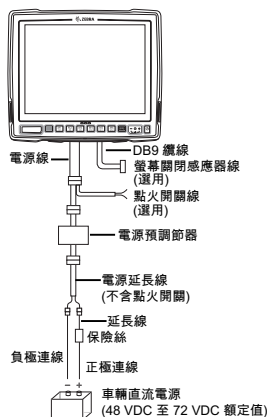 ZEBRA
DB9 纜線
螢幕關閉感應器線
(選用)
電源線
點火開關線
(選用)
電源預調節器
電源延長線
(不含點火開關)
延長線
保險絲
負極連線
正極連線
− +
車輛直流電源
(48 VDC 至 72 VDC 額定值)